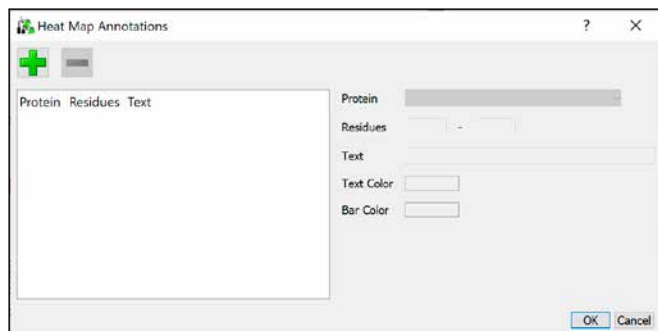 Heat Map Annotations
Protein Residues Text
Protein
Residues -
Text
Text Color
Bar Color
OK Cancel